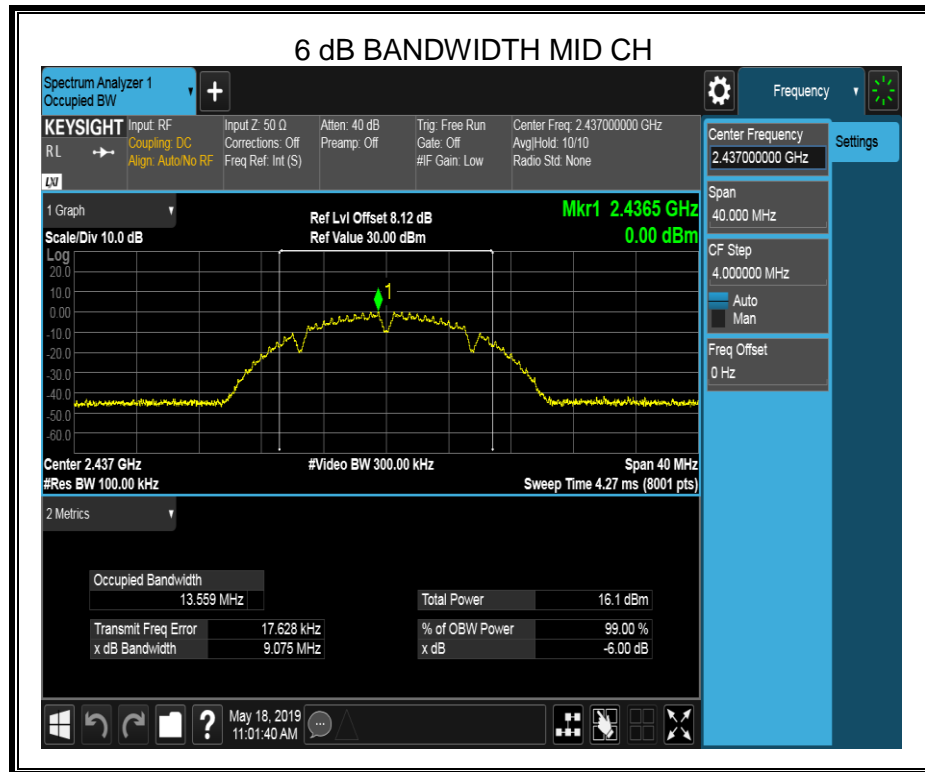 6 dB BANDWIDTH MID CH
Spectrum Analyzer 1
Occupied BW
+
Frequency
KEYSIGHT
RL
LXI
Input: RF
Coupling: DC
Align: Auto/No RF
Input Z: 50 Ω
Corrections: Off
Freq Ref: Int (S)
Atten: 40 dB
Preamp: Off
Trig: Free Run
Gate: Off
#IF Gain: Low
Center Freq: 2.437000000 GHz
Avg|Hold: 10/10
Radio Std: None
Center Frequency
2.437000000 GHz
Settings
Span
40.000 MHz
CF Step
4.000000 MHz
Auto
Man
Freq Offset
0 Hz
1 Graph
Ref Lvl Offset 8.12 dB
Mkr1 2.4365 GHz
Scale/Div 10.0 dB
Ref Value 30.00 dBm
0.00 dBm
Log
20.0
10.0
0.00
-10.0
-20.0
-30.0
-40.0
-50.0
-60.0
1
Center 2.437 GHz
#Video BW 300.00 kHz
Span 40 MHz
#Res BW 100.00 kHz
Sweep Time 4.27 ms (8001 pts)
2 Metrics
Occupied Bandwidth
13.559 MHz
Total Power 16.1 dBm
Transmit Freq Error 17.628 kHz
% of OBW Power 99.00 %
x dB Bandwidth 9.075 MHz
x dB -6.00 dB
?
May 18, 2019
11:01:40 AM